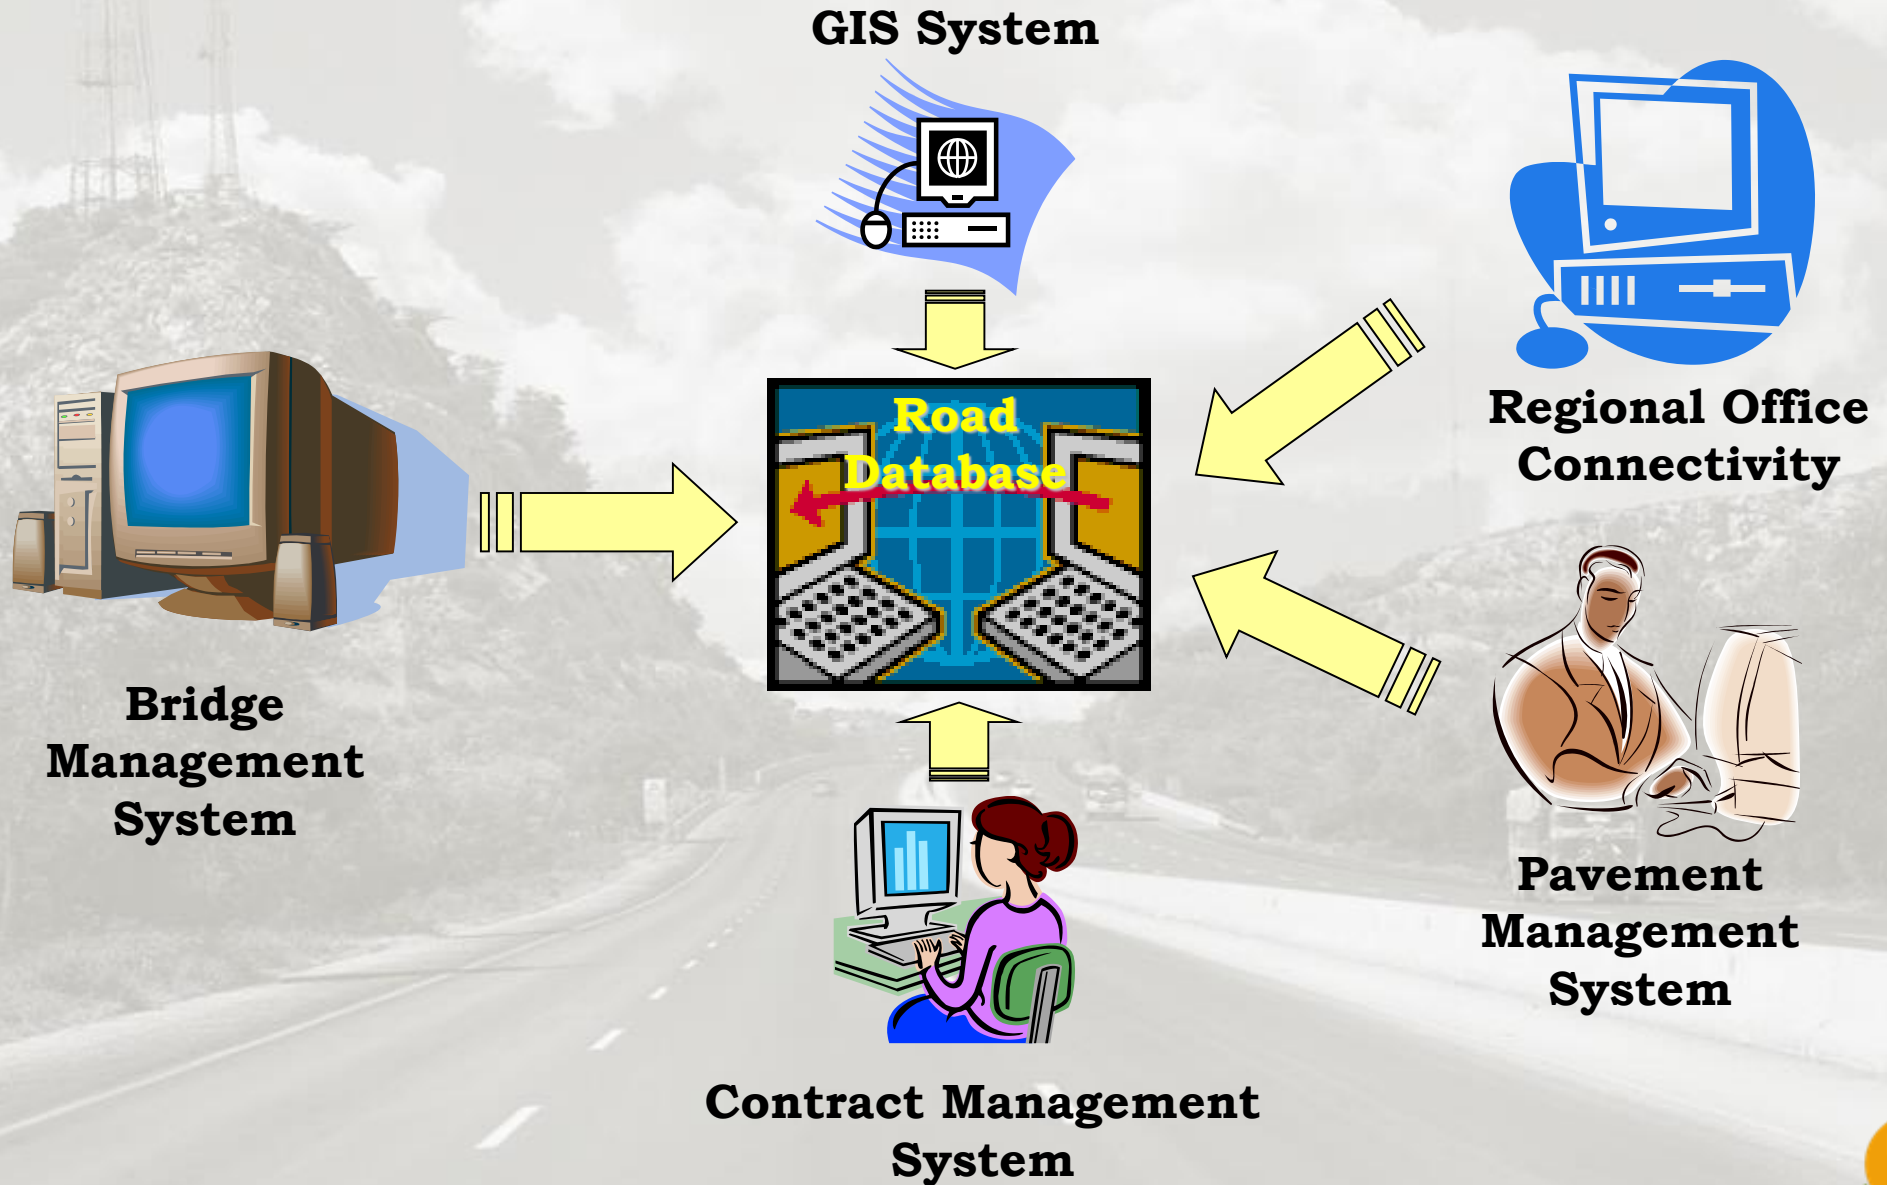 GIS System
Road
Database
Regional Office
Connectivity
Bridge
Management
System
Pavement
Management
System
Contract Management
System